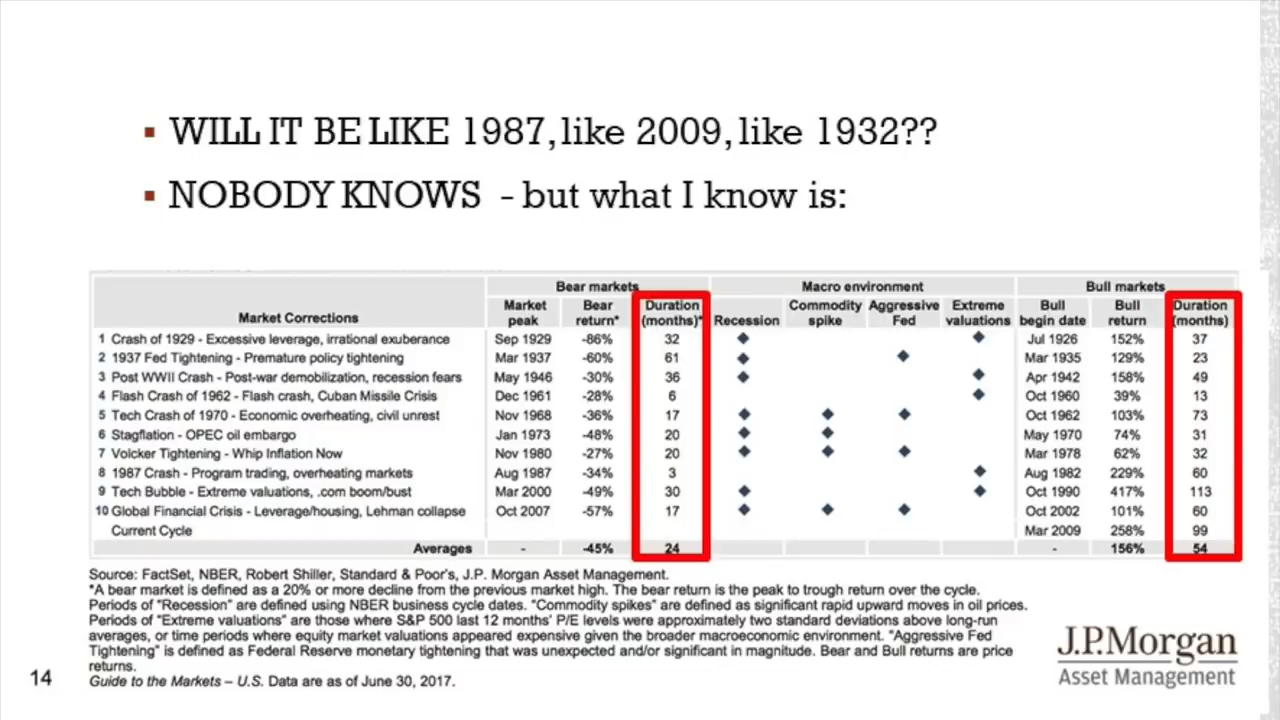 ▪ WILL IT BE LIKE 1987, like 2009, like 1932??
▪ NOBODY KNOWS - but what I know is:
Bear markets Macro environment Bull markets
Market Corrections Market peak Bear return* Duration (months)* Recession Commodity spike Aggressive Fed Extreme valuations Bull begin date Bull return Duration (months)
1 Crash of 1929 - Excessive leverage, irrational exuberance Sep 1929 -86% 32 ◆ ◆ Jul 1926 152% 37
2 1937 Fed Tightening - Premature policy tightening Mar 1937 -60% 61 ◆ ◆ Mar 1935 129% 23
3 Post WWII Crash - Post-war demobilization, recession fears May 1946 -30% 36 ◆ ◆ Apr 1942 158% 49
4 Flash Crash of 1962 - Flash crash, Cuban Missile Crisis Dec 1961 -28% 6 ◆ Oct 1960 39% 13
5 Tech Crash of 1970 - Economic overheating, civil unrest Nov 1968 -36% 17 ◆ ◆ ◆ Oct 1962 103% 73
6 Stagflation - OPEC oil embargo Jan 1973 -48% 20 ◆ ◆ May 1970 74% 31
7 Volcker Tightening - Whip Inflation Now Nov 1980 -27% 20 ◆ ◆ ◆ Mar 1978 62% 32
8 1987 Crash - Program trading, overheating markets Aug 1987 -34% 3 ◆ Aug 1982 229% 60
9 Tech Bubble - Extreme valuations, .com boom/bust Mar 2000 -49% 30 ◆ ◆ Oct 1990 417% 113
10 Global Financial Crisis - Leverage/housing, Lehman collapse Oct 2007 -57% 17 ◆ ◆ ◆ Oct 2002 101% 60
Current Cycle Mar 2009 258% 99
Averages - -45% 24 - 156% 54
Source: FactSet, NBER, Robert Shiller, Standard & Poor's, J.P. Morgan Asset Management.
*A bear market is defined as a 20% or more decline from the previous market high. The bear return is the peak to trough return over the cycle.
Periods of "Recession" are defined using NBER business cycle dates. "Commodity spikes" are defined as significant rapid upward moves in oil prices.
Periods of "Extreme valuations" are those where S&P 500 last 12 months' P/E levels were approximately two standard deviations above long-run
averages, or time periods where equity market valuations appeared expensive given the broader macroeconomic environment. "Aggressive Fed
Tightening" is defined as Federal Reserve monetary tightening that was unexpected and/or significant in magnitude. Bear and Bull returns are price
returns.
Guide to the Markets – U.S. Data are as of June 30, 2017.
J.P.Morgan
Asset Management
14